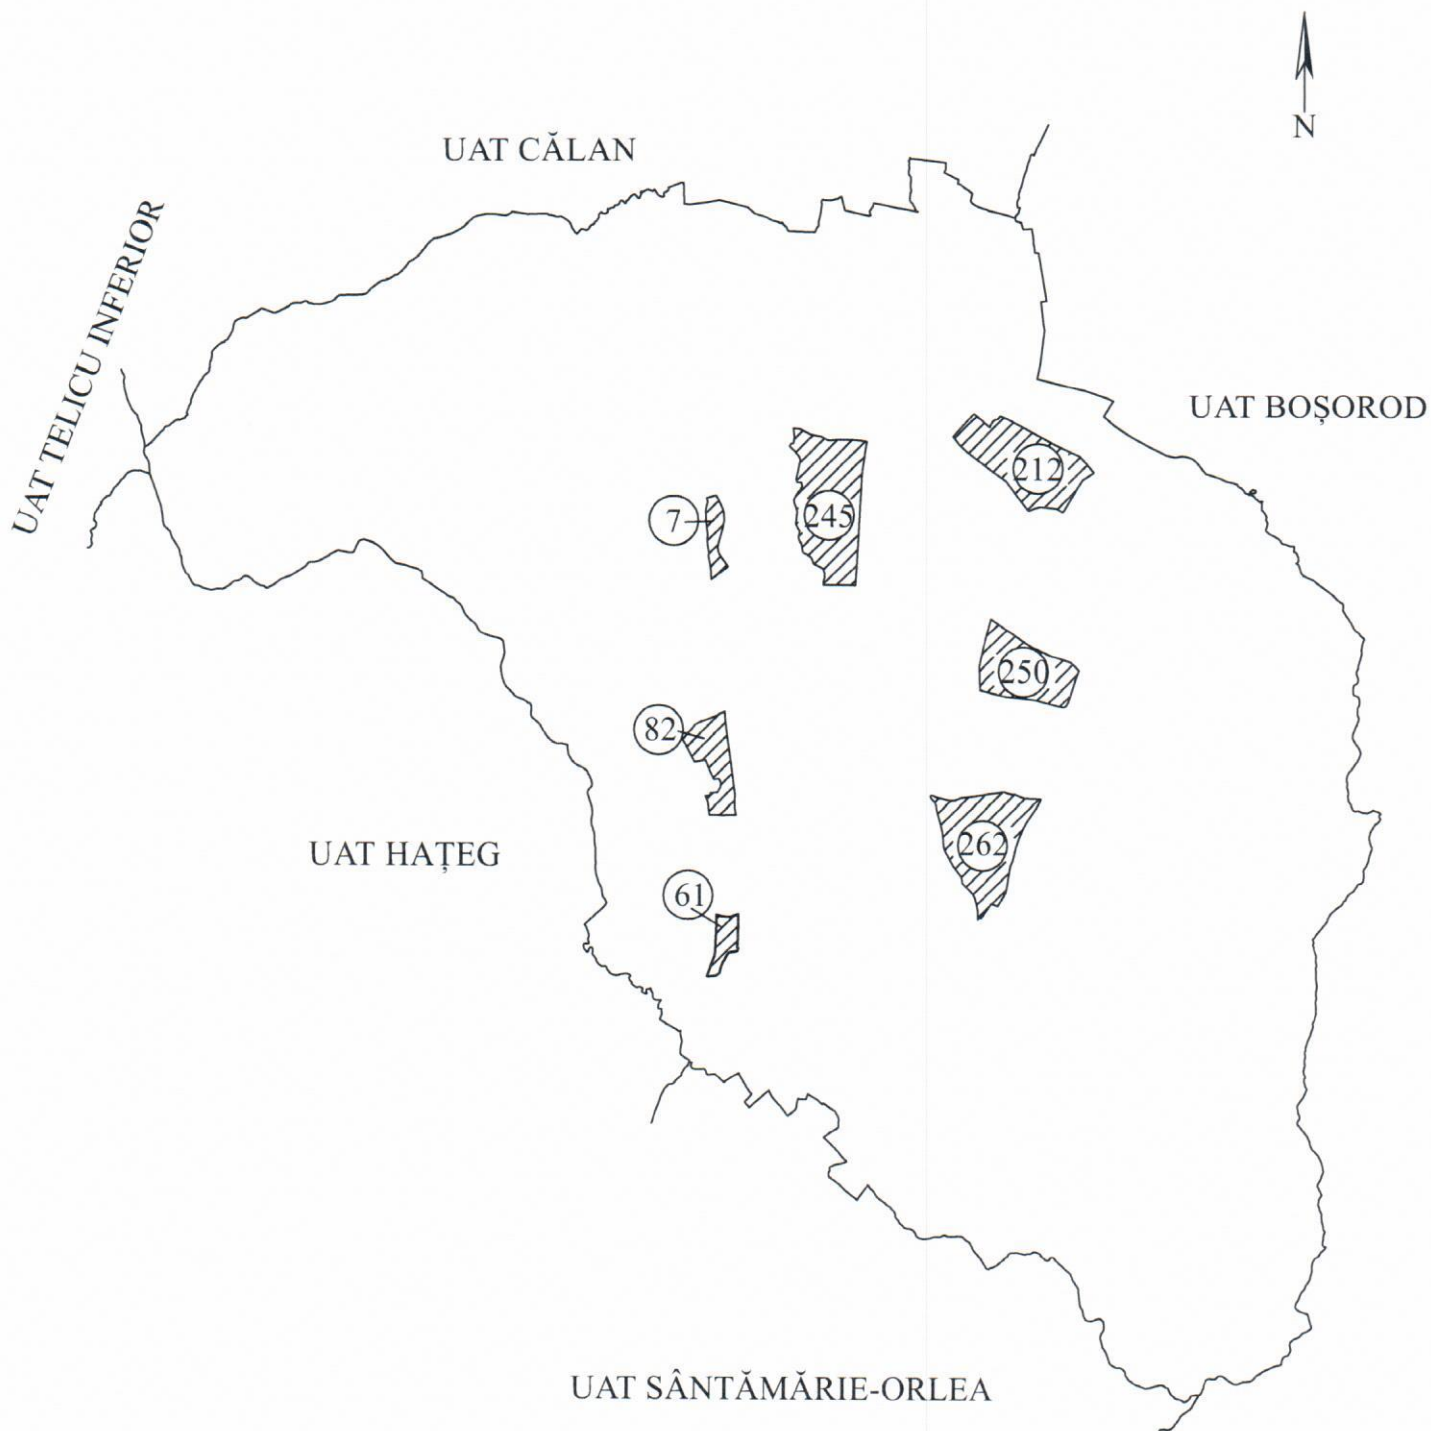 N
UAT CĂLAN
UAT TELICU INFERIOR
UAT BOȘOROD
212
245
7
250
82
262
UAT HAȚEG
61
UAT SÂNTĂMĂRIE-ORLEA